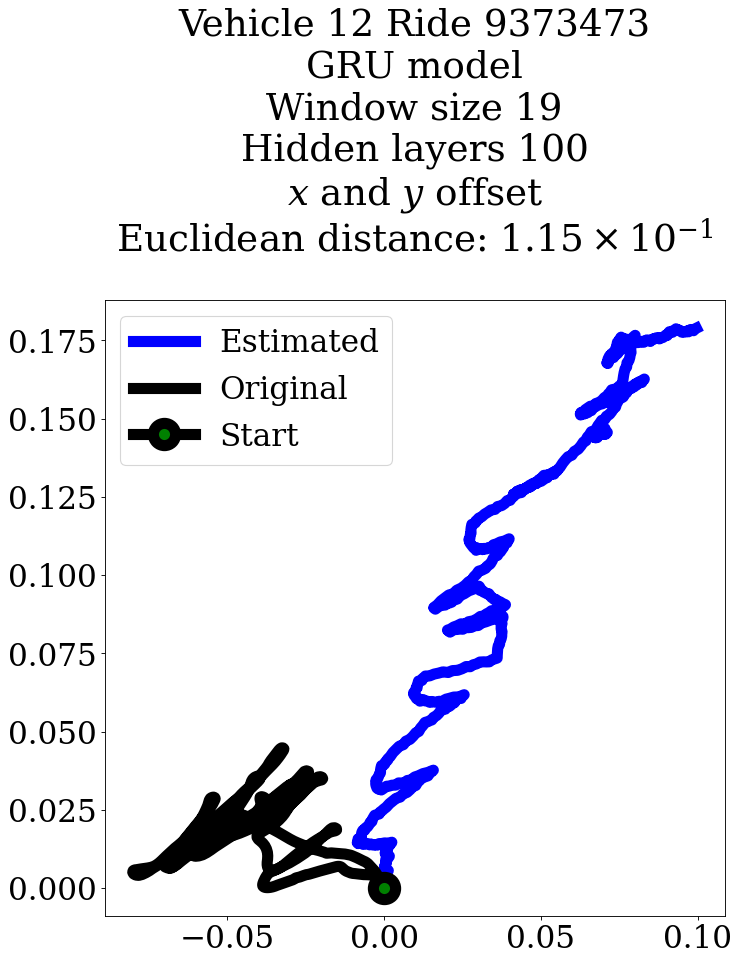 Vehicle 12 Ride 9373473
GRU model
Window size 19
Hidden layers 100
x and y offset
Euclidean distance: 1.15 × 10⁻¹
Estimated
Original
Start
0.175
0.150
0.125
0.100
0.075
0.050
0.025
0.000
−0.05 0.00 0.05 0.10